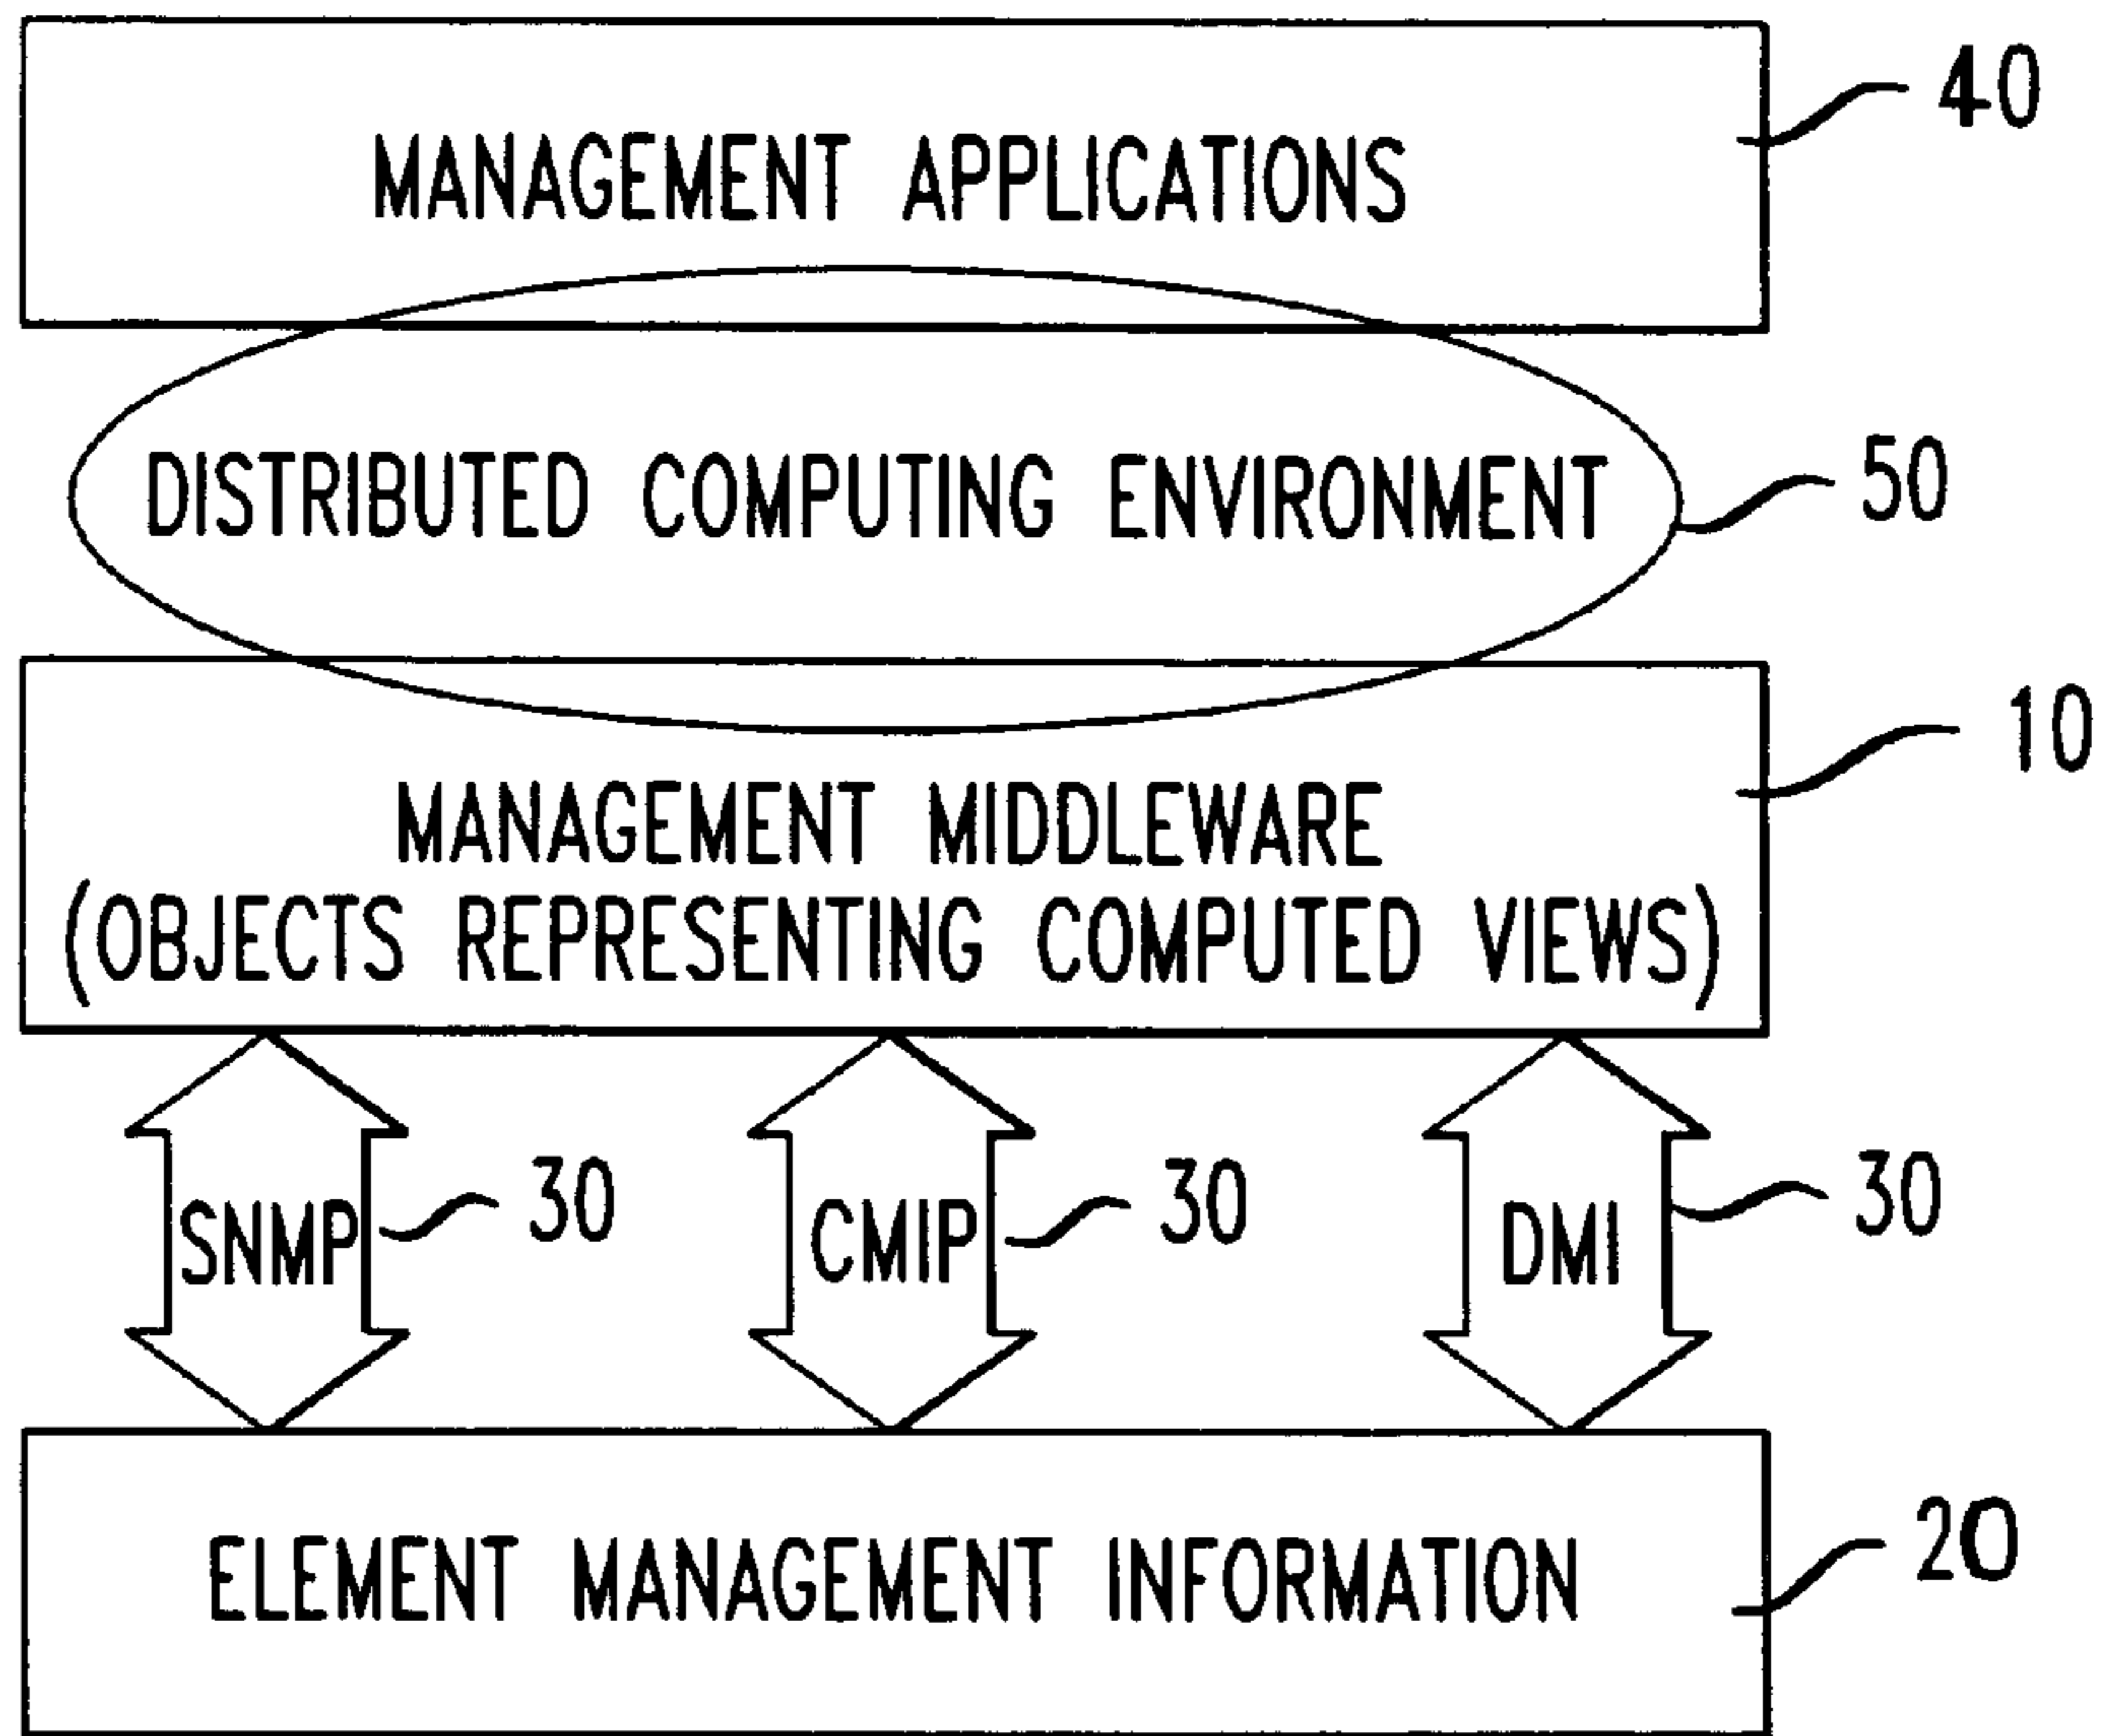 40
MANAGEMENT APPLICATIONS
DISTRIBUTED COMPUTING ENVIRONMENT
50
10
MANAGEMENT MIDDLEWARE
(OBJECTS REPRESENTING COMPUTED VIEWS)
SNMP 30 CMIP 30 DMI 30
ELEMENT MANAGEMENT INFORMATION
20